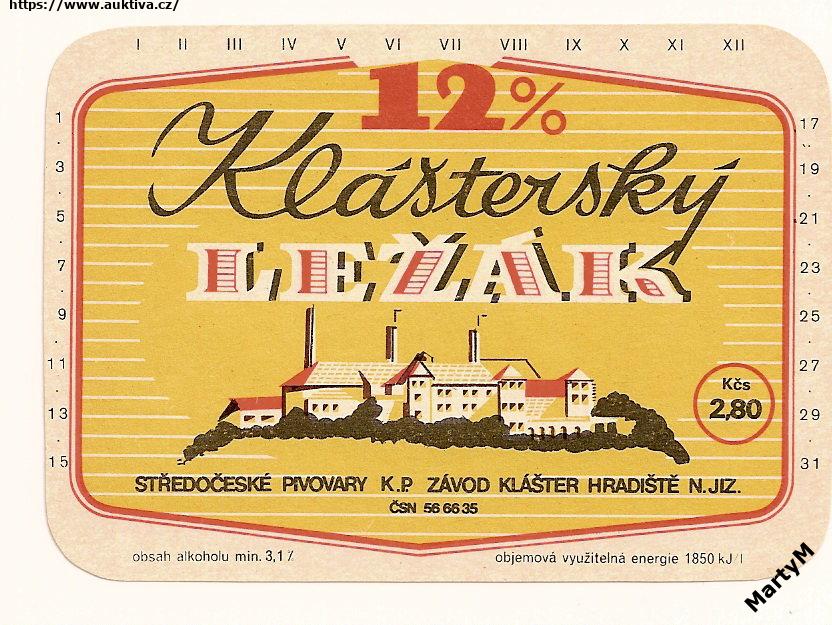 https://www.auktiva.cz/
I II III IV V VI VII VIII IX X XI XII
12%
Klášterský
LEŽÁK
1
3
5
7
9
11
13
15
17
19
21
23
25
27
29
31
Kčs
2,80
STŘEDOČESKÉ PIVOVARY K.P. ZÁVOD KLÁŠTER HRADIŠTĚ N.JIZ.
ČSN 56 66 35
obsah alkoholu min. 3,1 %
objemová využitelná energie 1850 kJ/l
MartyM